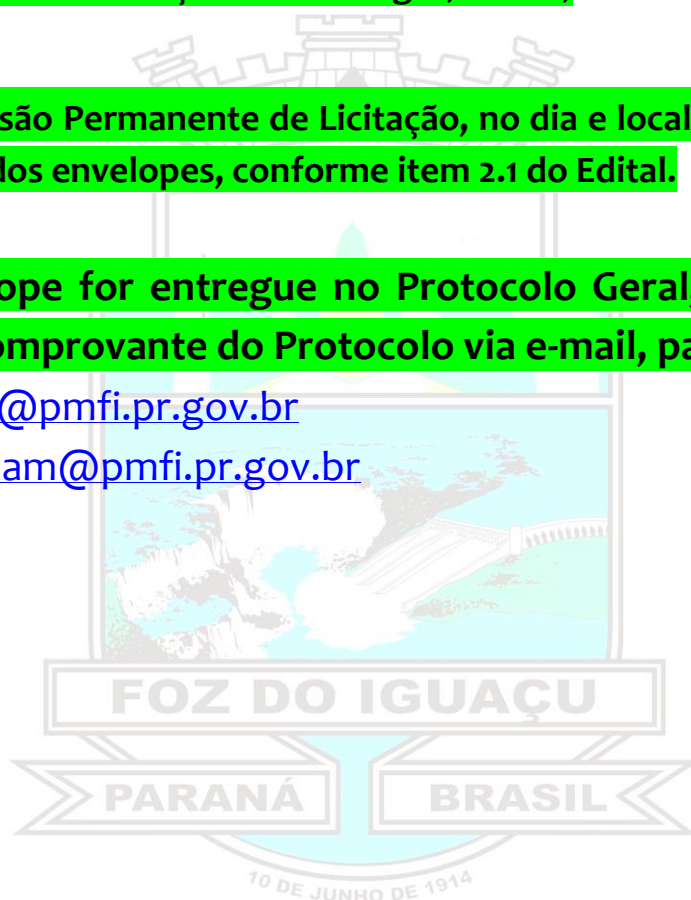 são Permanente de Licitação, no dia e local
dos envelopes, conforme item 2.1 do Edital.
ope for entregue no Protocolo Geral,
omprovante do Protocolo via e-mail, pa
@pmfi.pr.gov.br
am@pmfi.pr.gov.br
FOZ DO IGUAÇU
PARANÁ BRASIL
10 DE JUNHO DE 1914